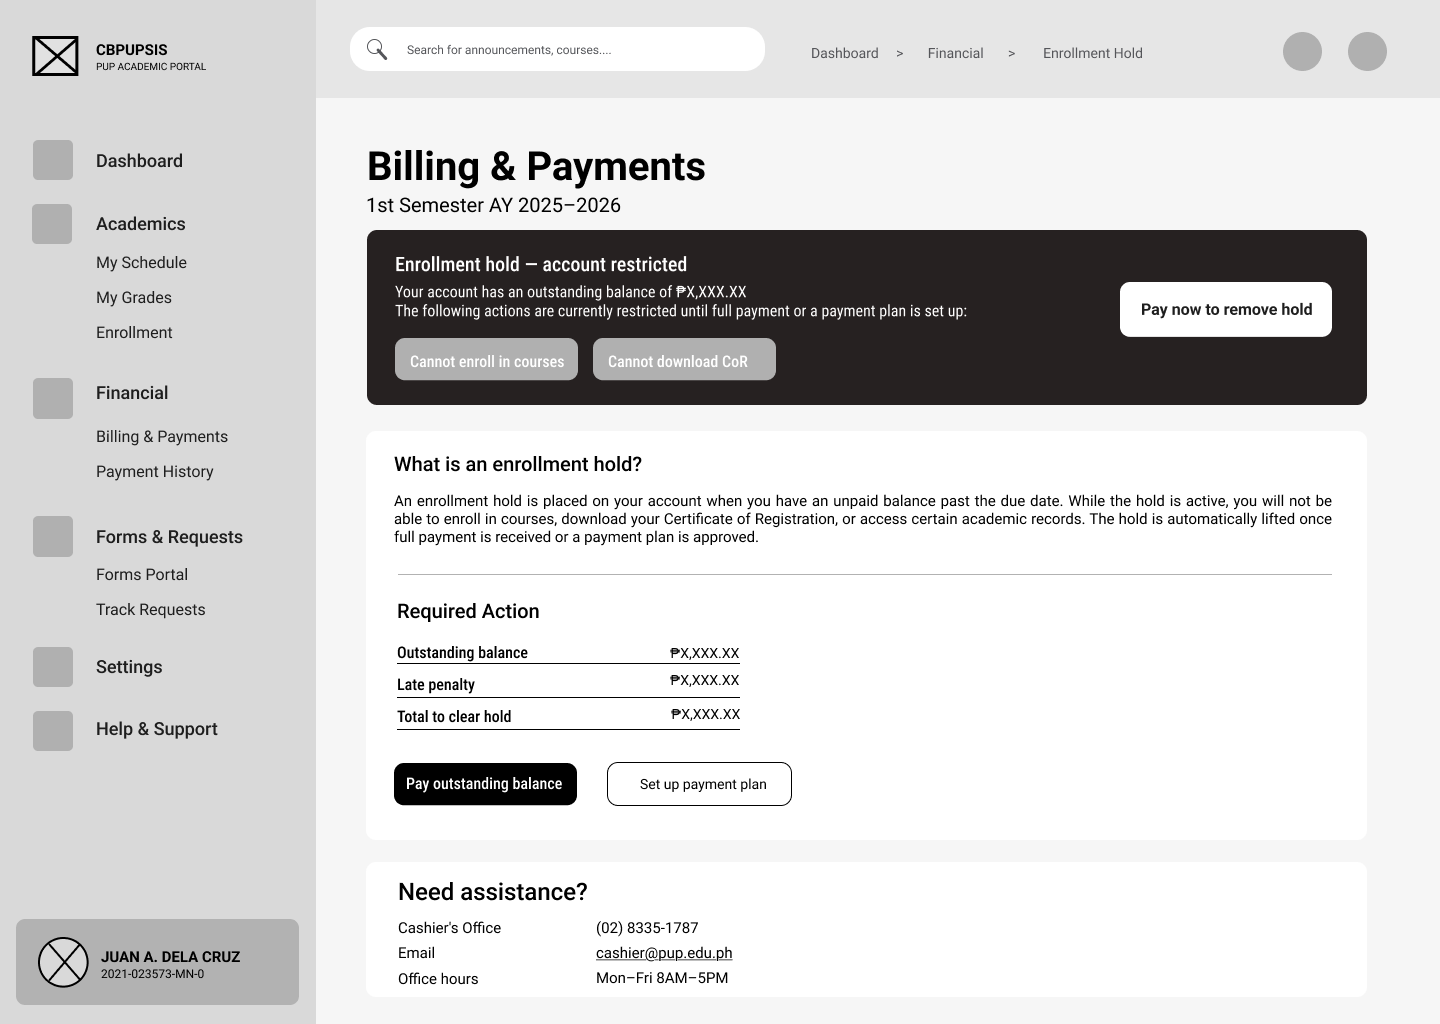 CBPUPSIS
PUP ACADEMIC PORTAL
Search for announcements, courses....
Dashboard > Financial > Enrollment Hold
Dashboard
Academics
My Schedule
My Grades
Enrollment
Financial
Billing & Payments
Payment History
Forms & Requests
Forms Portal
Track Requests
Settings
Help & Support
JUAN A. DELA CRUZ
2021-023573-MN-0
Billing & Payments
1st Semester AY 2025–2026
Enrollment hold — account restricted
Your account has an outstanding balance of ₱X,XXX.XX
The following actions are currently restricted until full payment or a payment plan is set up:
Cannot enroll in courses
Cannot download CoR
Pay now to remove hold
What is an enrollment hold?
An enrollment hold is placed on your account when you have an unpaid balance past the due date. While the hold is active, you will not be
able to enroll in courses, download your Certificate of Registration, or access certain academic records. The hold is automatically lifted once
full payment is received or a payment plan is approved.
Required Action
Outstanding balance ₱X,XXX.XX
Late penalty ₱X,XXX.XX
Total to clear hold ₱X,XXX.XX
Pay outstanding balance
Set up payment plan
Need assistance?
Cashier's Office (02) 8335-1787
Email cashier@pup.edu.ph
Office hours Mon–Fri 8AM–5PM